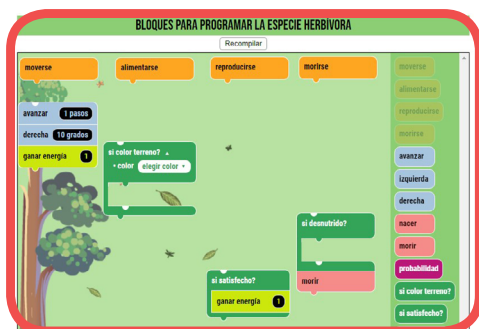 BLOQUES PARA PROGRAMAR LA ESPECIE HERBÍVORA
Recompilar
moverse
alimentarse
reproducirse
morirse
avanzar 1 pasos
derecha 10 grados
ganar energía 1
si color terreno?
• color elegir color
si desnutrido?
morir
si satisfecho?
ganar energía 1
moverse
alimentarse
reproducirse
morirse
avanzar
izquierda
derecha
nacer
morir
probabilidad
si color terreno?
si satisfecho?